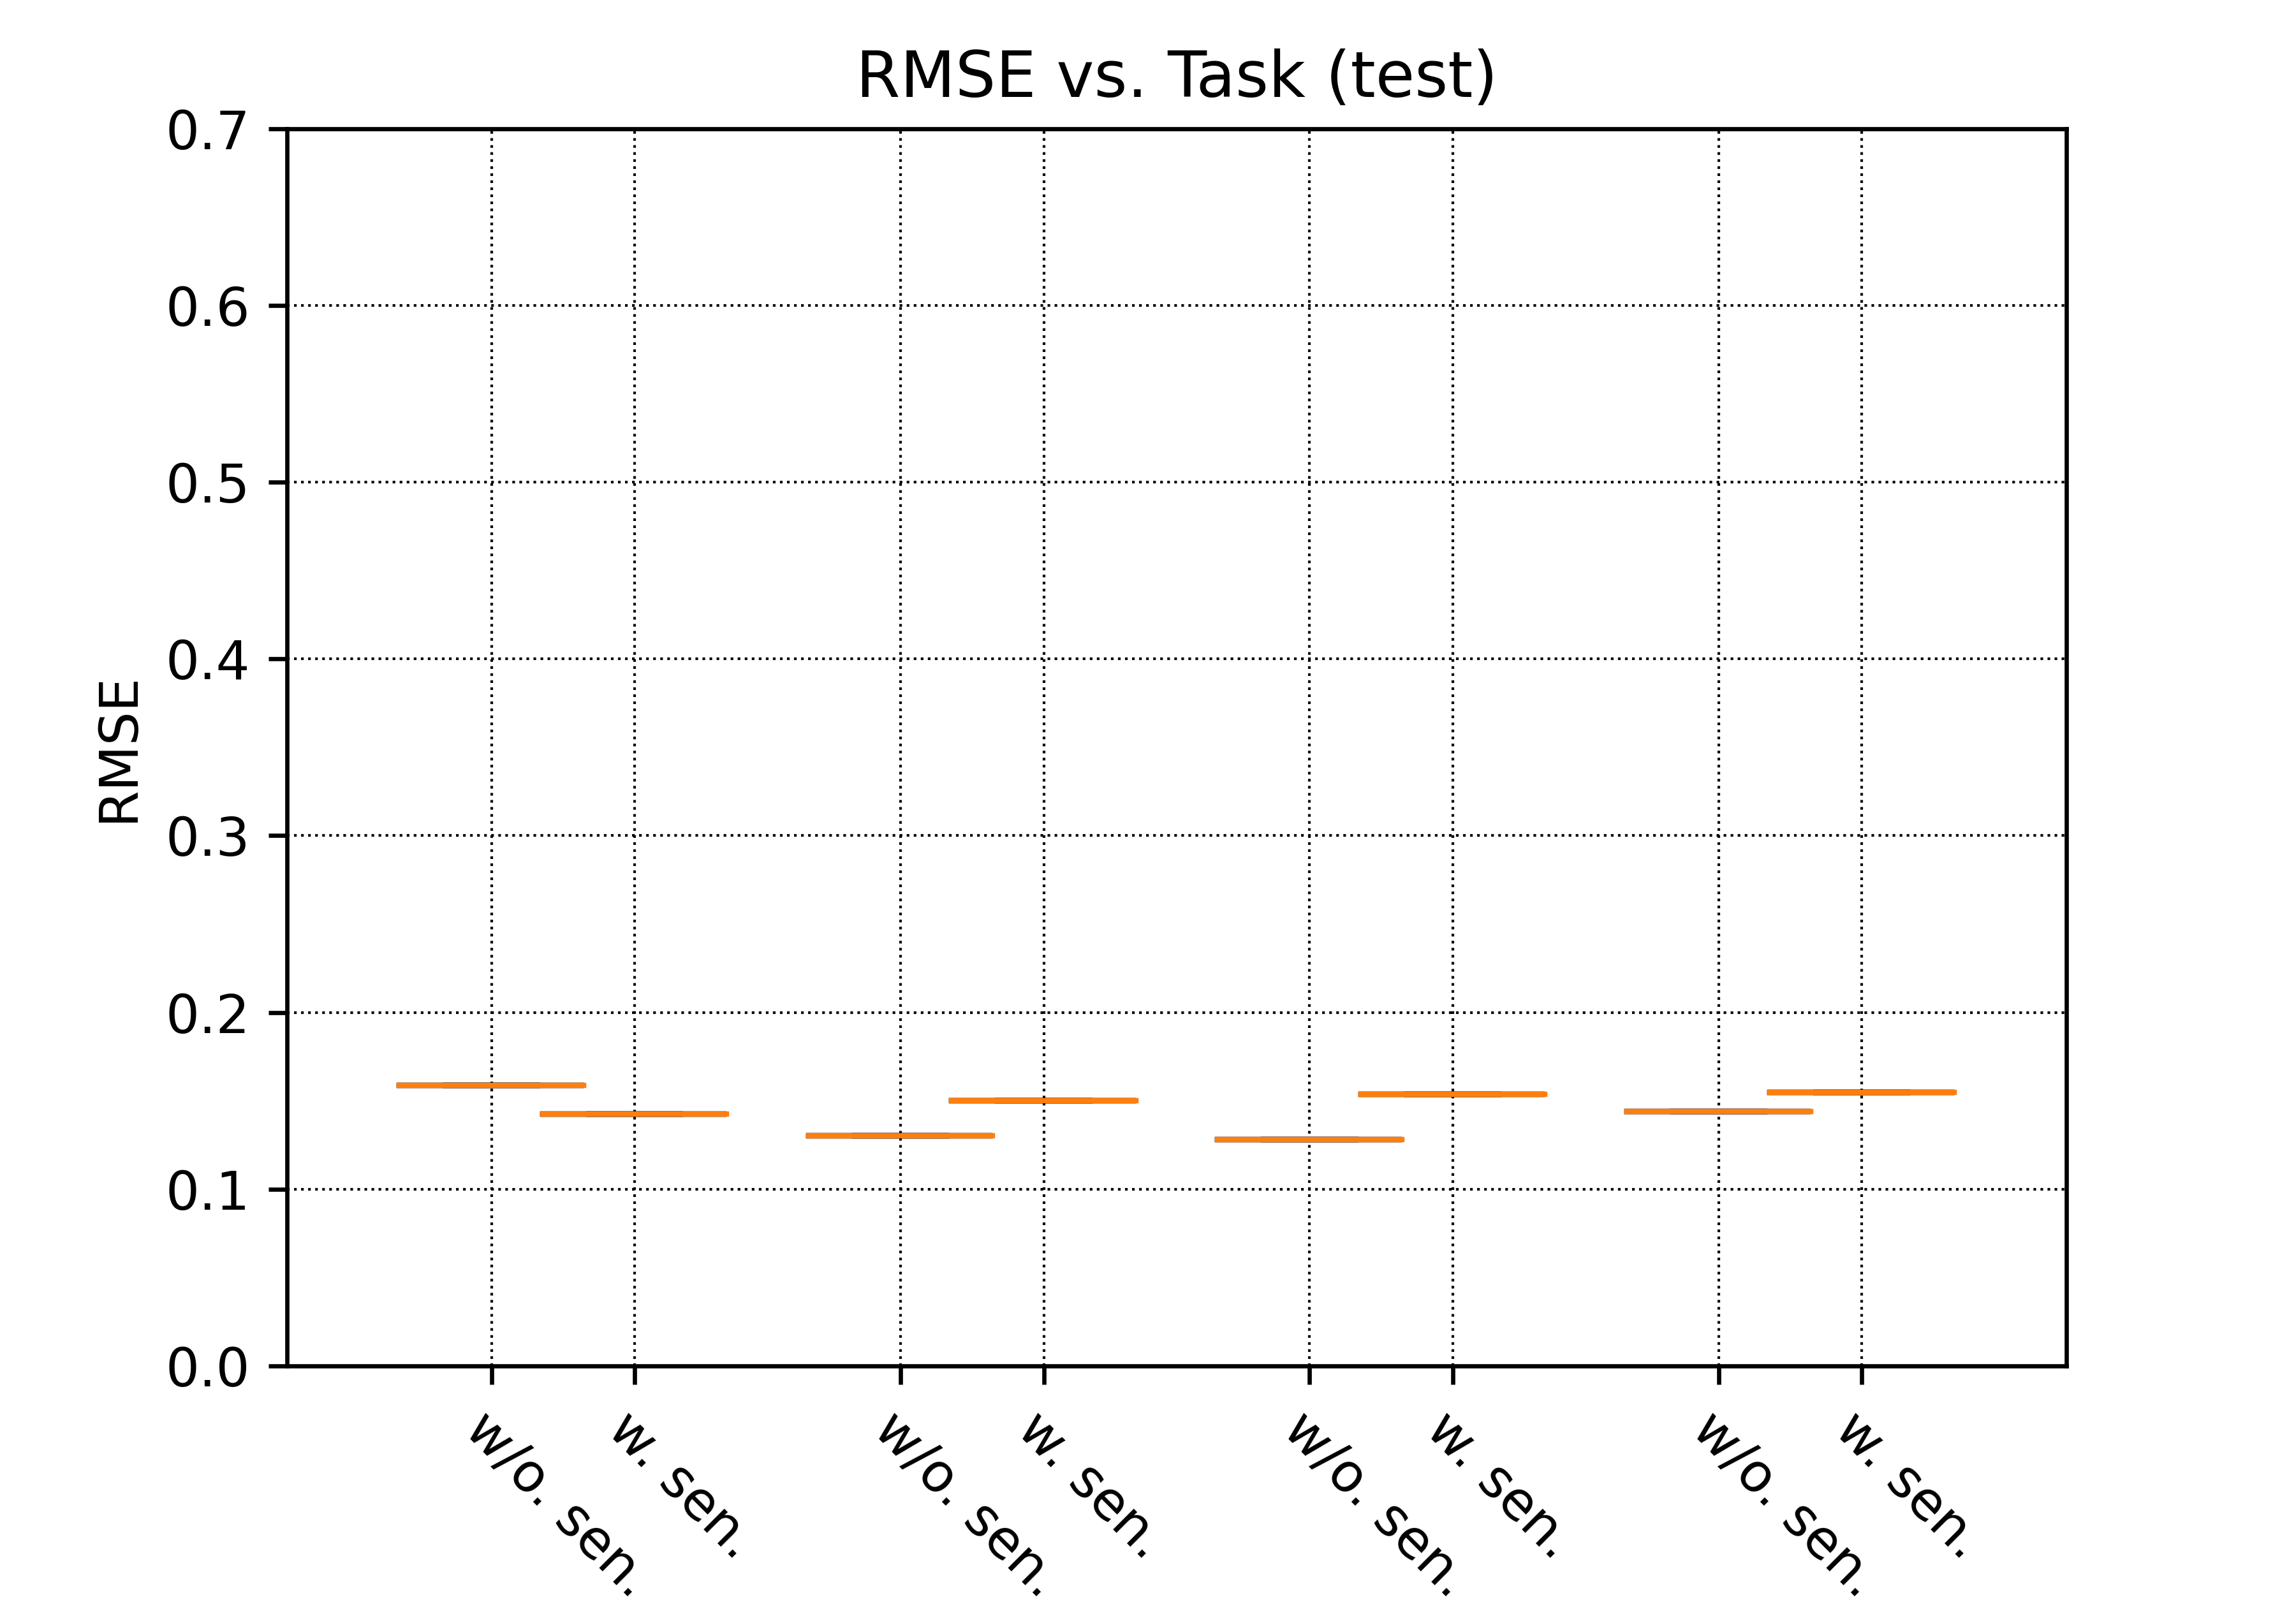 RMSE vs. Task (test)
RMSE
0.7
0.6
0.5
0.4
0.3
0.2
0.1
0.0
w/o. sen.
w. sen.
w/o. sen.
w. sen.
w/o. sen.
w. sen.
w/o. sen.
w. sen.